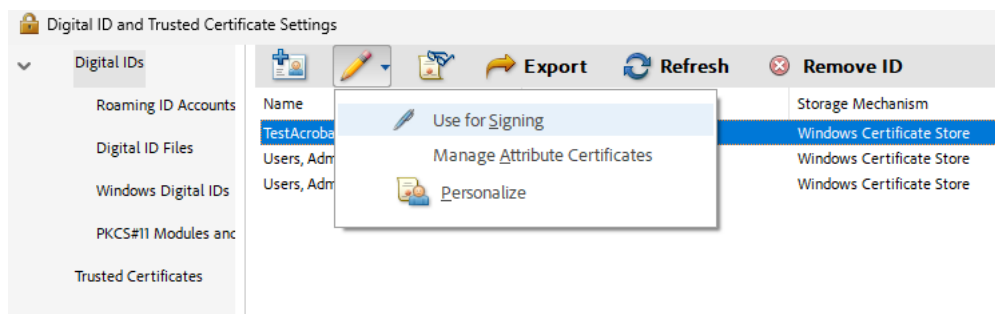 Digital ID and Trusted Certificate Settings
Digital IDs
Roaming ID Accounts
Digital ID Files
Windows Digital IDs
PKCS#11 Modules and
Trusted Certificates
Export Refresh Remove ID
Name Storage Mechanism
TestAcroba Windows Certificate Store
Users, Adm Windows Certificate Store
Users, Adm Windows Certificate Store
Use for Signing
Manage Attribute Certificates
Personalize